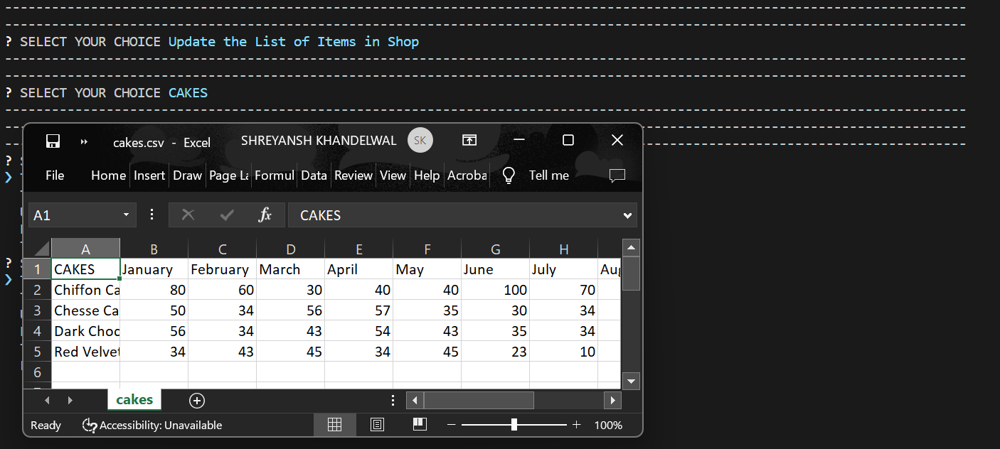 ? SELECT YOUR CHOICE Update the List of Items in Shop
? SELECT YOUR CHOICE CAKES
cakes.csv - Excel SHREYANSH KHANDELWAL SK
File Home Insert Draw Page La Formul Data Review View Help Acroba Tell me
A1 fx CAKES
A B C D E F G H
1 CAKES January February March April May June July Aug
2 Chiffon Ca 80 60 30 40 40 100 70
3 Chesse Ca 50 34 56 57 35 30 34
4 Dark Choc 56 34 43 54 43 35 34
5 Red Velvet 34 43 45 34 45 23 10
6
cakes
Ready Accessibility: Unavailable 100%